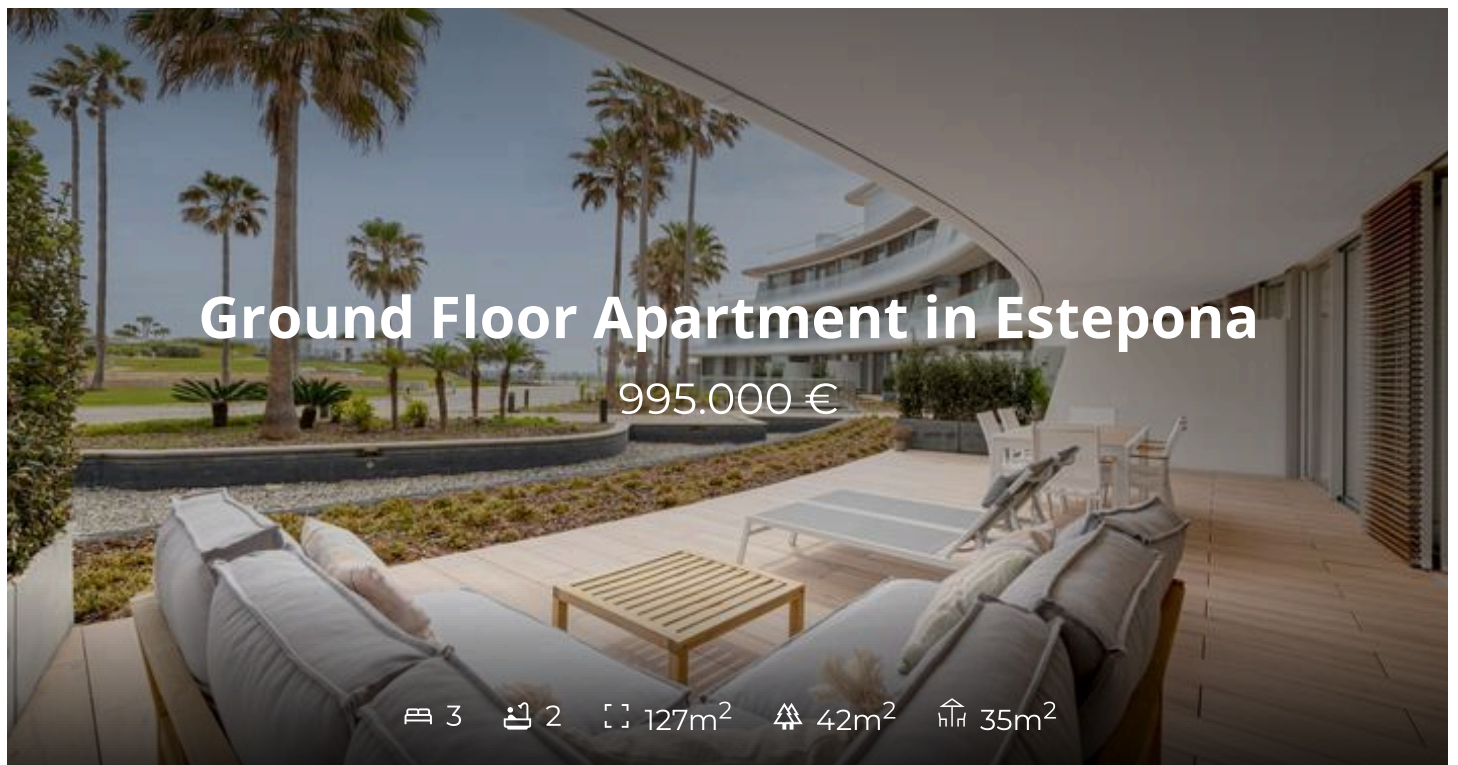 Ground Floor Apartment in Estepona
995.000 €
3 2 127m² 42m² 35m²